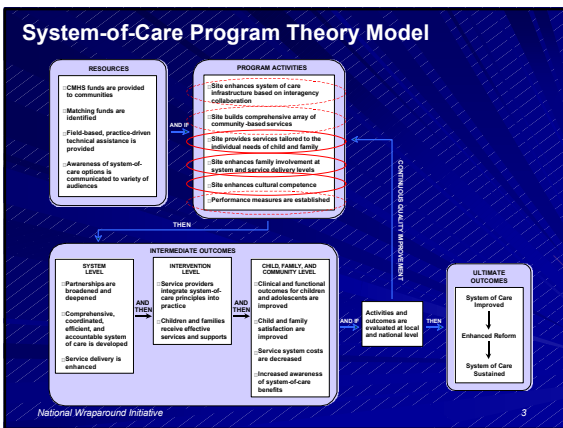 System-of-Care Program Theory Model
RESOURCES
□CMHS funds are provided
to communities
□Matching funds are
identified
□Field-based, practice-driven
technical assistance is
provided
□Awareness of system-of-
care options is
communicated to variety of
audiences
AND IF
PROGRAM ACTIVITIES
□Site enhances system of care
infrastructure based on interagency
collaboration
□Site builds comprehensive array of
community -based services
□Site provides services tailored to the
individual needs of child and family
□Site enhances family involvement at
system and service delivery levels
□Site enhances cultural competence
□Performance measures are established
CONTINUOUS QUALITY IMPROVEMENT
THEN
INTERMEDIATE OUTCOMES
SYSTEM
LEVEL
□Partnerships are
broadened and
deepened
□Comprehensive,
coordinated,
efficient, and
accountable system
of care is developed
□Service delivery is
enhanced
AND
THEN
INTERVENTION
LEVEL
□Service providers
integrate system-of-
care principles into
practice
□Children and families
receive effective
services and supports
AND
THEN
CHILD, FAMILY, AND
COMMUNITY LEVEL
□Clinical and functional
outcomes for children
and adolescents are
improved
□Child and family
satisfaction are
improved
□Service system costs
are decreased
□Increased awareness
of system-of-care
benefits
AND IF
Activities and
outcomes are
evaluated at local
and national level
THEN
ULTIMATE
OUTCOMES
System of Care
Improved
Enhanced Reform
System of Care
Sustained
National Wraparound Initiative
3